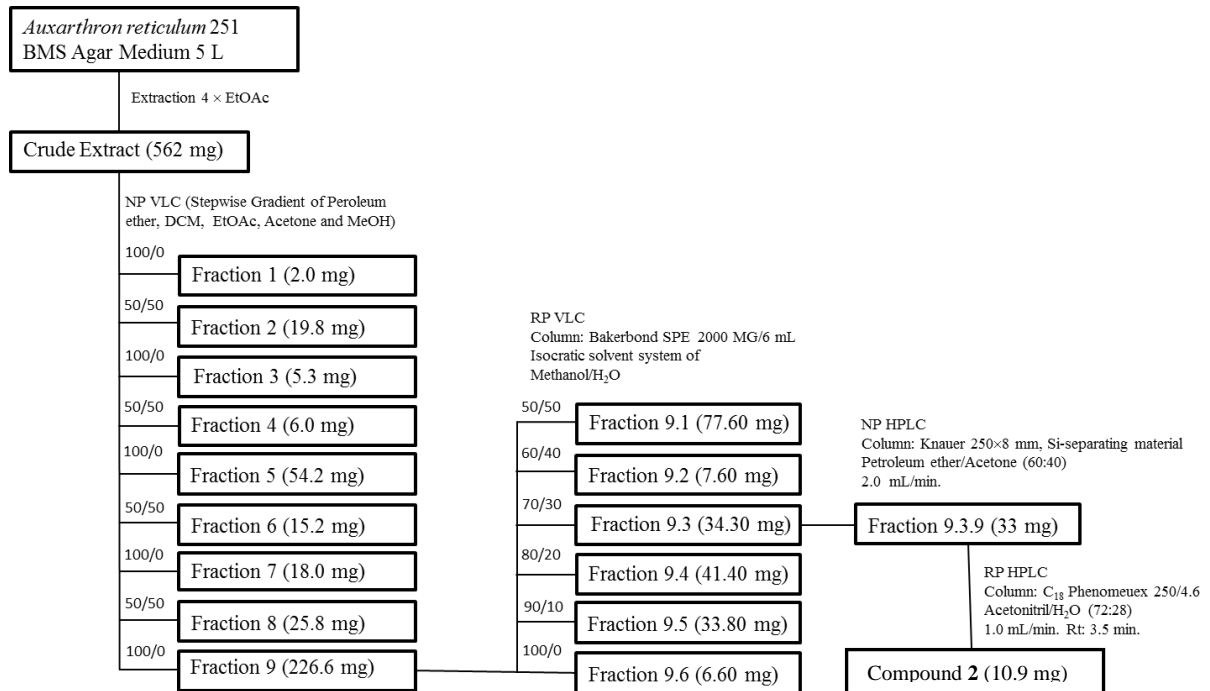 Auxarthron reticulum 251
BMS Agar Medium 5 L
Extraction 4 × EtOAc
Crude Extract (562 mg)
NP VLC (Stepwise Gradient of Peroleum
ether, DCM, EtOAc, Acetone and MeOH)
100/0
Fraction 1 (2.0 mg)
50/50
Fraction 2 (19.8 mg)
100/0
Fraction 3 (5.3 mg)
50/50
Fraction 4 (6.0 mg)
100/0
Fraction 5 (54.2 mg)
50/50
Fraction 6 (15.2 mg)
100/0
Fraction 7 (18.0 mg)
50/50
Fraction 8 (25.8 mg)
100/0
Fraction 9 (226.6 mg)
RP VLC
Column: Bakerbond SPE 2000 MG/6 mL
Isocratic solvent system of
Methanol/H₂O
50/50
Fraction 9.1 (77.60 mg)
60/40
Fraction 9.2 (7.60 mg)
70/30
Fraction 9.3 (34.30 mg)
80/20
Fraction 9.4 (41.40 mg)
90/10
Fraction 9.5 (33.80 mg)
100/0
Fraction 9.6 (6.60 mg)
NP HPLC
Column: Knauer 250×8 mm, Si-separating material
Petroleum ether/Acetone (60:40)
2.0 mL/min.
Fraction 9.3.9 (33 mg)
RP HPLC
Column: C₁₈ Phenomeuex 250/4.6
Acetonitril/H₂O (72:28)
1.0 mL/min. Rt: 3.5 min.
Compound 2 (10.9 mg)